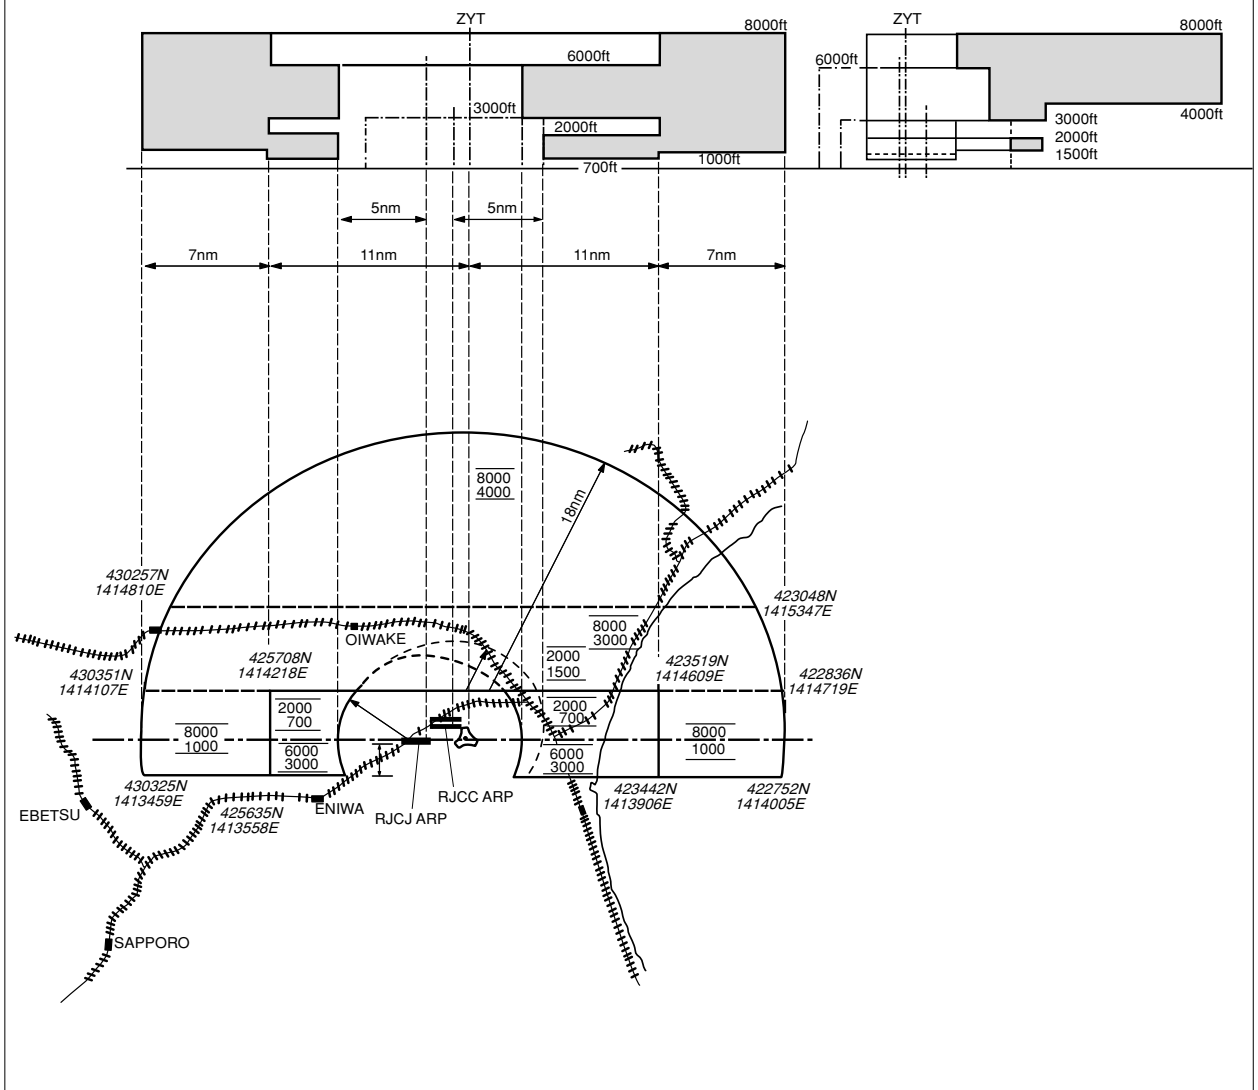 ZYT
8000ft
6000ft
3000ft
2000ft
1000ft
700ft
ZYT
8000ft
6000ft
4000ft
3000ft
2000ft
1500ft
5nm
5nm
7nm
11nm
11nm
7nm
8000
4000
18nm
430257N
1414810E
423048N
1415347E
OIWAKE
8000
3000
2000
1500
430351N
1414107E
425708N
1414218E
423519N
1414609E
422836N
1414719E
2000
700
2000
700
8000
1000
6000
3000
6000
3000
8000
1000
430325N
1413459E
425635N
1413558E
423442N
1413906E
422752N
1414005E
EBETSU
ENIWA
RJCJ ARP
RJCC ARP
SAPPORO